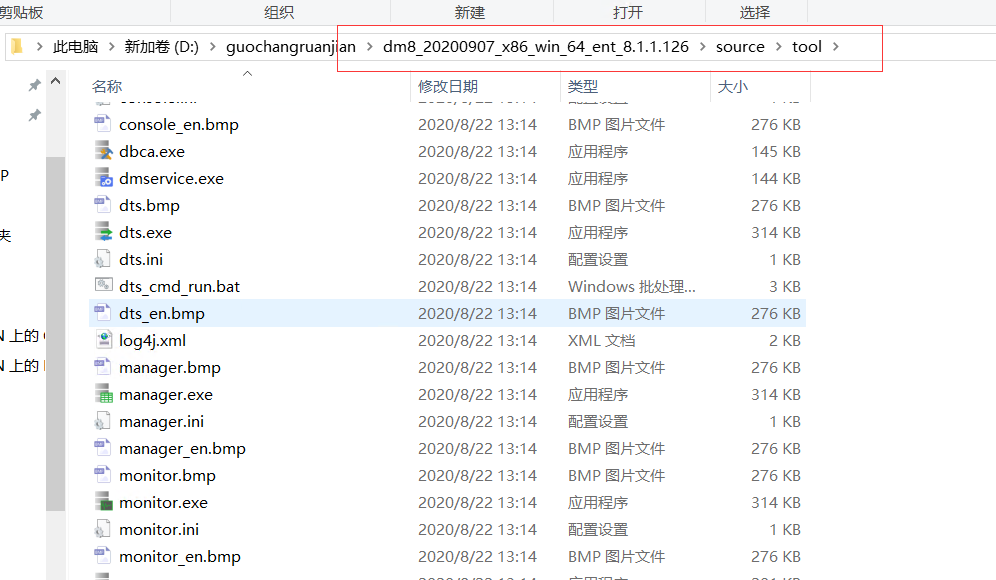 剪贴板 组织 新建 打开 选择
此电脑 > 新加卷 (D:) > guochangruanjian > dm8_20200907_x86_win_64_ent_8.1.1.126 > source > tool >
名称 修改日期 类型 大小
console_en.bmp 2020/8/22 13:14 BMP 图片文件 276 KB
dbca.exe 2020/8/22 13:14 应用程序 145 KB
P
dmservice.exe 2020/8/22 13:14 应用程序 144 KB
dts.bmp 2020/8/22 13:14 BMP 图片文件 276 KB
夹
dts.exe 2020/8/22 13:14 应用程序 314 KB
dts.ini 2020/8/22 13:14 配置设置 1 KB
dts_cmd_run.bat 2020/8/22 13:14 Windows 批处理... 3 KB
dts_en.bmp 2020/8/22 13:14 BMP 图片文件 276 KB
N 上的
log4j.xml 2020/8/22 13:14 XML 文档 2 KB
N 上的
manager.bmp 2020/8/22 13:14 BMP 图片文件 276 KB
manager.exe 2020/8/22 13:14 应用程序 314 KB
manager.ini 2020/8/22 13:14 配置设置 1 KB
manager_en.bmp 2020/8/22 13:14 BMP 图片文件 276 KB
monitor.bmp 2020/8/22 13:14 BMP 图片文件 276 KB
monitor.exe 2020/8/22 13:14 应用程序 314 KB
monitor.ini 2020/8/22 13:14 配置设置 1 KB
monitor_en.bmp 2020/8/22 13:14 BMP 图片文件 276 KB